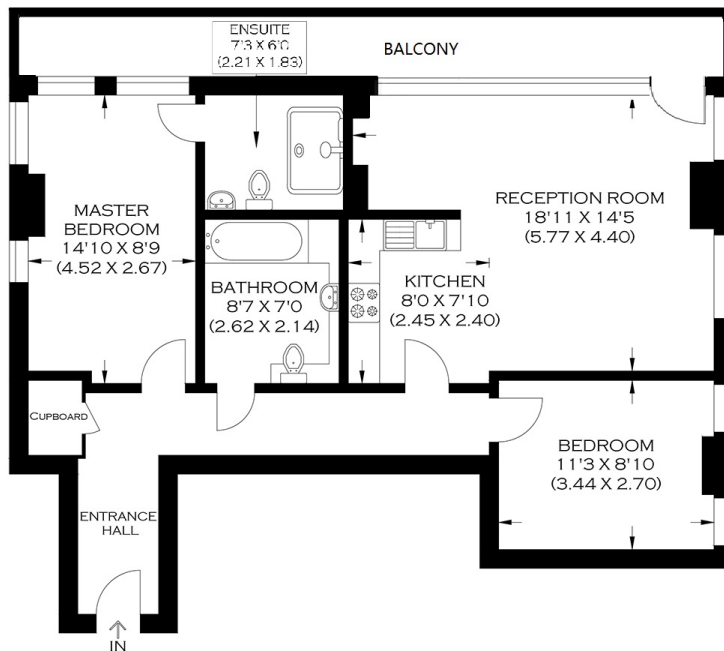 ENSUITE
7'3 X 6'0
(2.21 X 1.83)
BALCONY
MASTER
BEDROOM
14'10 X 8'9
(4.52 X 2.67)
RECEPTION ROOM
18'11 X 14'5
(5.77 X 4.40)
BATHROOM
8'7 X 7'0
(2.62 X 2.14)
KITCHEN
8'0 X 7'10
(2.45 X 2.40)
CUPBOARD
BEDROOM
11'3 X 8'10
(3.44 X 2.70)
ENTRANCE
HALL
IN